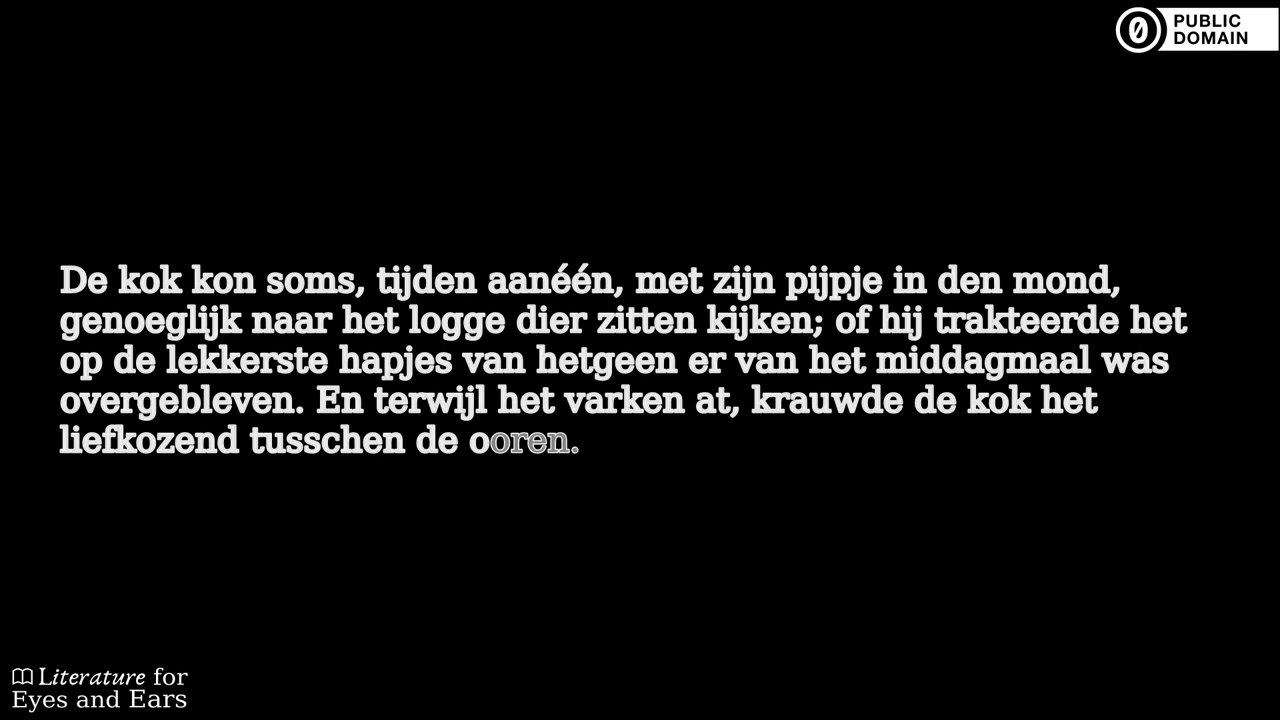 PUBLIC
DOMAIN
De kok kon soms, tijden aanéén, met zijn pijpje in den mond,
genoeglijk naar het logge dier zitten kijken; of hij trakteerde het
op de lekkerste hapjes van hetgeen er van het middagmaal was
overgebleven. En terwijl het varken at, krauwde de kok het
liefkozend tusschen de ooren.
Literature for
Eyes and Ears